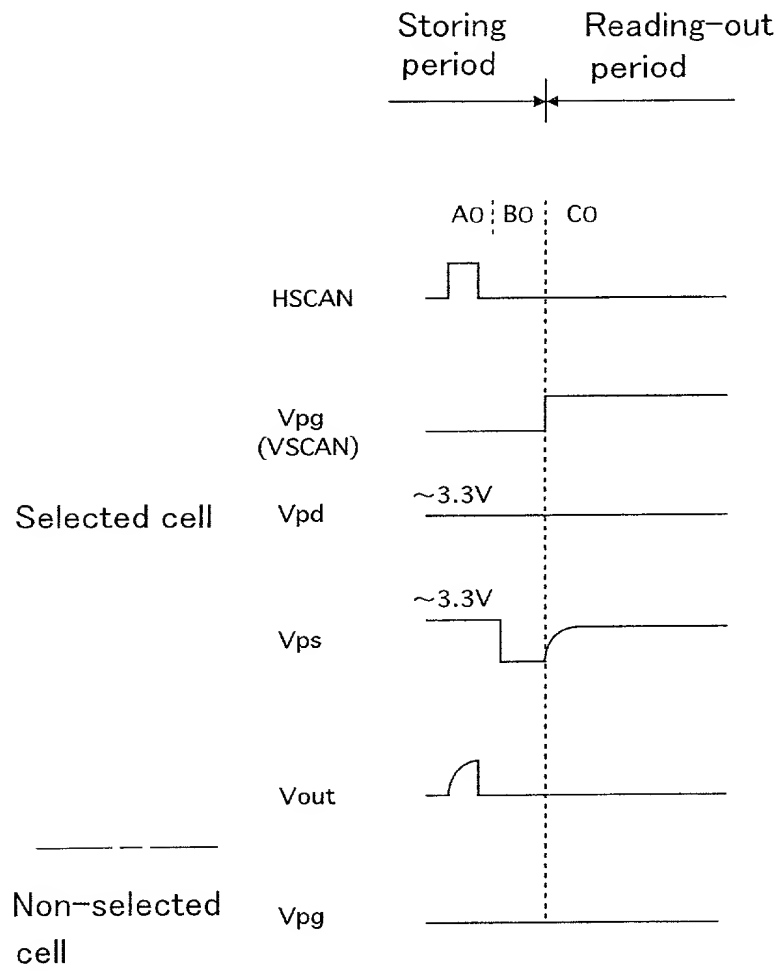 Storing period
Reading-out period
A0 B0 C0
HSCAN
Vpg
(VSCAN)
~3.3V
Selected cell
Vpd
~3.3V
Vps
Vout
Non-selected cell
Vpg